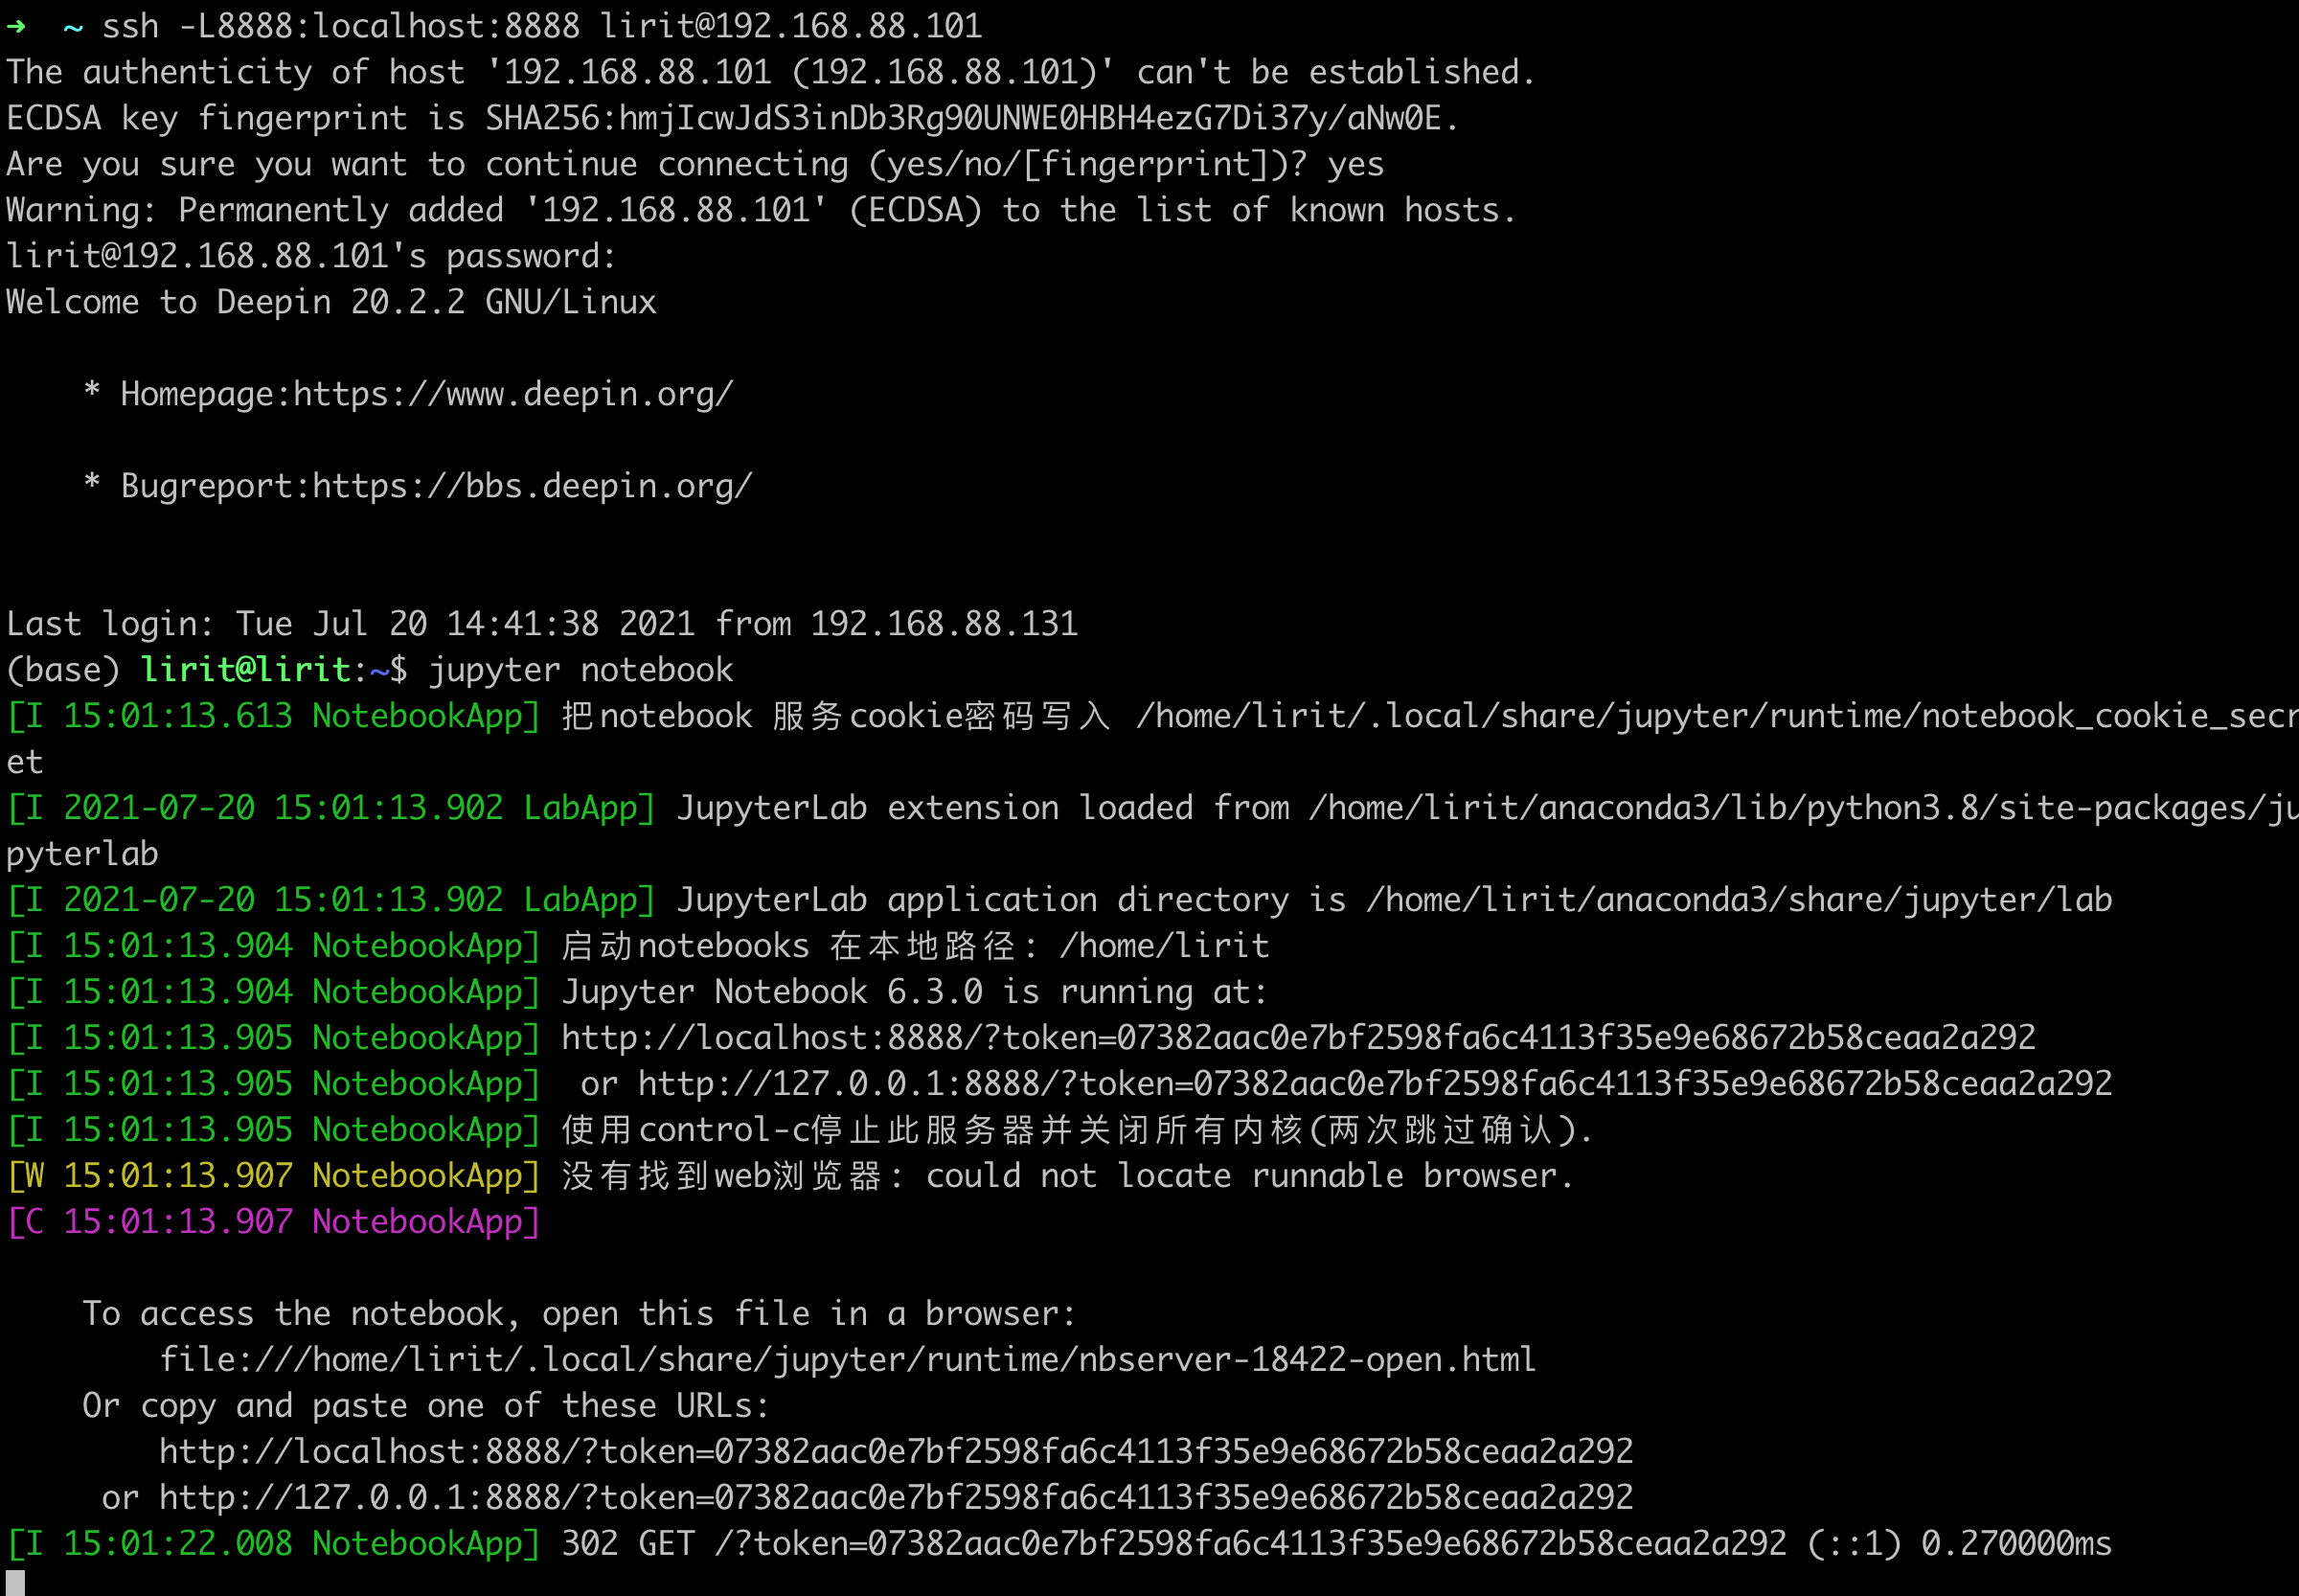 ➜  ~ ssh -L8888:localhost:8888 lirit@192.168.88.101
The authenticity of host '192.168.88.101 (192.168.88.101)' can't be established.
ECDSA key fingerprint is SHA256:hmjIcwJdS3inDb3Rg90UNWE0HBH4ezG7Di37y/aNw0E.
Are you sure you want to continue connecting (yes/no/[fingerprint])? yes
Warning: Permanently added '192.168.88.101' (ECDSA) to the list of known hosts.
lirit@192.168.88.101's password:
Welcome to Deepin 20.2.2 GNU/Linux
    * Homepage:https://www.deepin.org/
    * Bugreport:https://bbs.deepin.org/
Last login: Tue Jul 20 14:41:38 2021 from 192.168.88.131
(base) lirit@lirit:~$ jupyter notebook
[I 15:01:13.613 NotebookApp] 把notebook 服务cookie密码写入 /home/lirit/.local/share/jupyter/runtime/notebook_cookie_secr
et
[I 2021-07-20 15:01:13.902 LabApp] JupyterLab extension loaded from /home/lirit/anaconda3/lib/python3.8/site-packages/ju
pyterlab
[I 2021-07-20 15:01:13.902 LabApp] JupyterLab application directory is /home/lirit/anaconda3/share/jupyter/lab
[I 15:01:13.904 NotebookApp] 启动notebooks 在本地路径: /home/lirit
[I 15:01:13.904 NotebookApp] Jupyter Notebook 6.3.0 is running at:
[I 15:01:13.905 NotebookApp] http://localhost:8888/?token=07382aac0e7bf2598fa6c4113f35e9e68672b58ceaa2a292
[I 15:01:13.905 NotebookApp]  or http://127.0.0.1:8888/?token=07382aac0e7bf2598fa6c4113f35e9e68672b58ceaa2a292
[I 15:01:13.905 NotebookApp] 使用control-c停止此服务器并关闭所有内核(两次跳过确认).
[W 15:01:13.907 NotebookApp] 没有找到web浏览器: could not locate runnable browser.
[C 15:01:13.907 NotebookApp]
    To access the notebook, open this file in a browser:
        file:///home/lirit/.local/share/jupyter/runtime/nbserver-18422-open.html
    Or copy and paste one of these URLs:
        http://localhost:8888/?token=07382aac0e7bf2598fa6c4113f35e9e68672b58ceaa2a292
     or http://127.0.0.1:8888/?token=07382aac0e7bf2598fa6c4113f35e9e68672b58ceaa2a292
[I 15:01:22.008 NotebookApp] 302 GET /?token=07382aac0e7bf2598fa6c4113f35e9e68672b58ceaa2a292 (::1) 0.270000ms